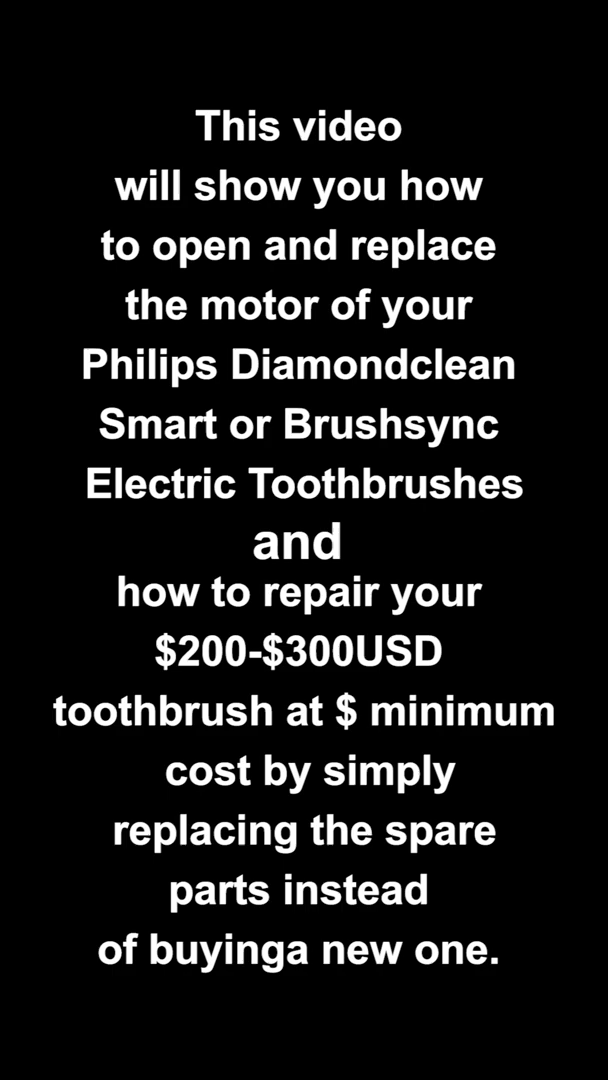 This video
will show you how
to open and replace
the motor of your
Philips Diamondclean
Smart or Brushsync
Electric Toothbrushes
and
how to repair your
$200-$300USD
toothbrush at $ minimum
cost by simply
replacing the spare
parts instead
of buyinga new one.